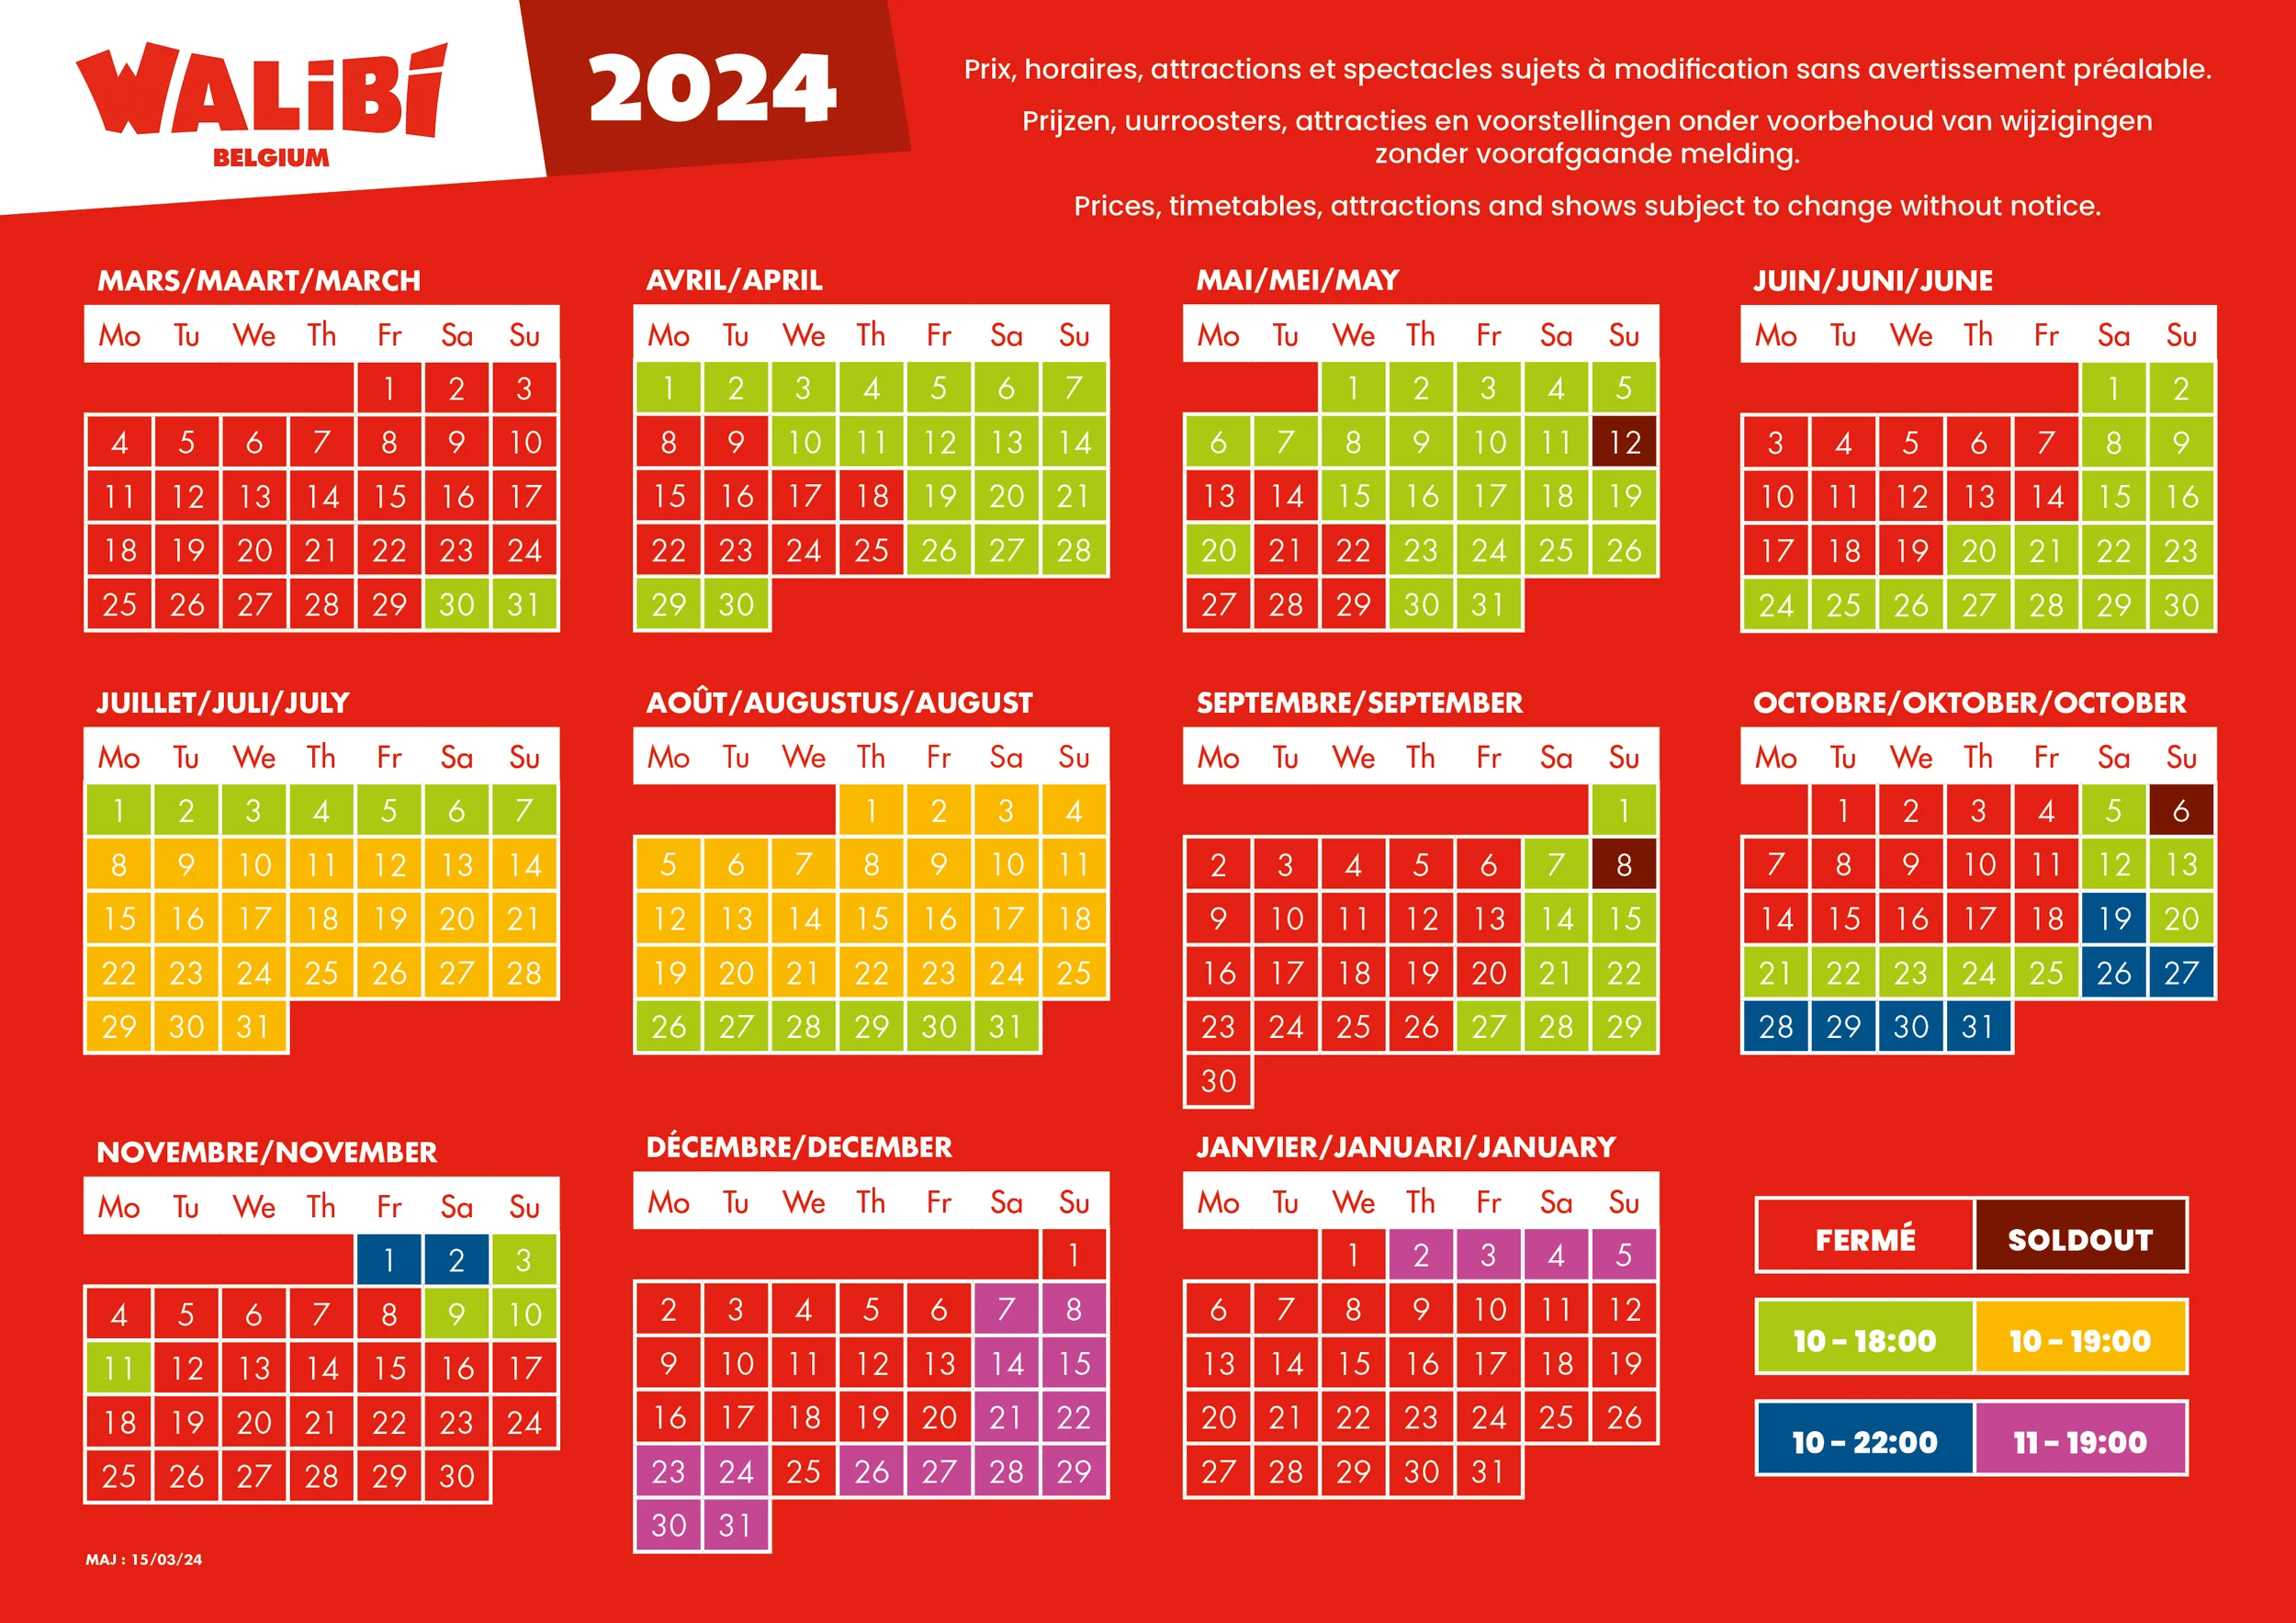 WALiBi
BELGIUM
2024
Prix, horaires, attractions et spectacles sujets à modification sans avertissement préalable.
Prijzen, uurroosters, attracties en voorstellingen onder voorbehoud van wijzigingen
zonder voorafgaande melding.
Prices, timetables, attractions and shows subject to change without notice.
MARS/MAART/MARCH
Mo Tu We Th Fr Sa Su
1 2 3
4 5 6 7 8 9 10
11 12 13 14 15 16 17
18 19 20 21 22 23 24
25 26 27 28 29 30 31
AVRIL/APRIL
Mo Tu We Th Fr Sa Su
1 2 3 4 5 6 7
8 9 10 11 12 13 14
15 16 17 18 19 20 21
22 23 24 25 26 27 28
29 30
MAI/MEI/MAY
Mo Tu We Th Fr Sa Su
1 2 3 4 5
6 7 8 9 10 11 12
13 14 15 16 17 18 19
20 21 22 23 24 25 26
27 28 29 30 31
JUIN/JUNI/JUNE
Mo Tu We Th Fr Sa Su
1 2
3 4 5 6 7 8 9
10 11 12 13 14 15 16
17 18 19 20 21 22 23
24 25 26 27 28 29 30
JUILLET/JULI/JULY
Mo Tu We Th Fr Sa Su
1 2 3 4 5 6 7
8 9 10 11 12 13 14
15 16 17 18 19 20 21
22 23 24 25 26 27 28
29 30 31
AOÛT/AUGUSTUS/AUGUST
Mo Tu We Th Fr Sa Su
1 2 3 4
5 6 7 8 9 10 11
12 13 14 15 16 17 18
19 20 21 22 23 24 25
26 27 28 29 30 31
SEPTEMBRE/SEPTEMBER
Mo Tu We Th Fr Sa Su
1
2 3 4 5 6 7 8
9 10 11 12 13 14 15
16 17 18 19 20 21 22
23 24 25 26 27 28 29
30
OCTOBRE/OKTOBER/OCTOBER
Mo Tu We Th Fr Sa Su
1 2 3 4 5 6
7 8 9 10 11 12 13
14 15 16 17 18 19 20
21 22 23 24 25 26 27
28 29 30 31
NOVEMBRE/NOVEMBER
Mo Tu We Th Fr Sa Su
1 2 3
4 5 6 7 8 9 10
11 12 13 14 15 16 17
18 19 20 21 22 23 24
25 26 27 28 29 30
DÉCEMBRE/DECEMBER
Mo Tu We Th Fr Sa Su
1
2 3 4 5 6 7 8
9 10 11 12 13 14 15
16 17 18 19 20 21 22
23 24 25 26 27 28 29
30 31
JANVIER/JANUARI/JANUARY
Mo Tu We Th Fr Sa Su
1 2 3 4 5
6 7 8 9 10 11 12
13 14 15 16 17 18 19
20 21 22 23 24 25 26
27 28 29 30 31
FERMÉ SOLDOUT
10 – 18:00 10 – 19:00
10 – 22:00 11 – 19:00
MAJ : 15/03/24